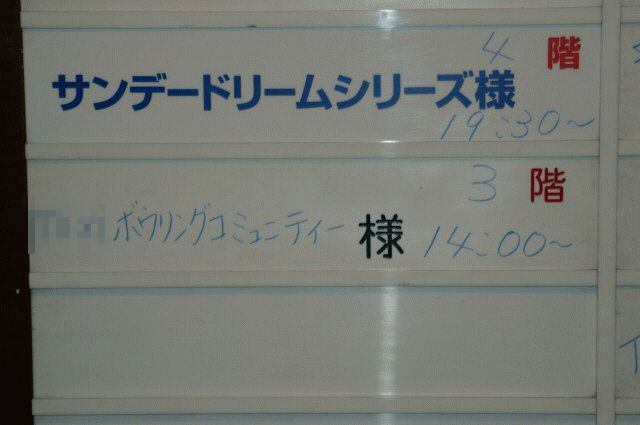 4 階
サンデードリームシリーズ様
19:30~
3 階
ボウリングコミュニティー 様 14:00~